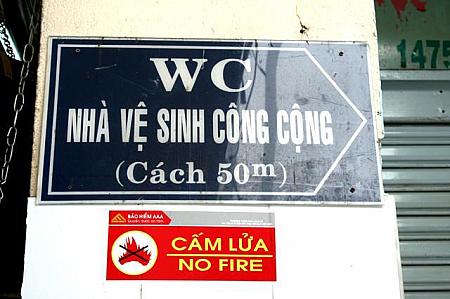 WC
NHÀ VỆ SINH CÔNG CỘNG
(Cách 50m)
1475
BẢO HIỂM AAA
CẤM LỬA
NO FIRE